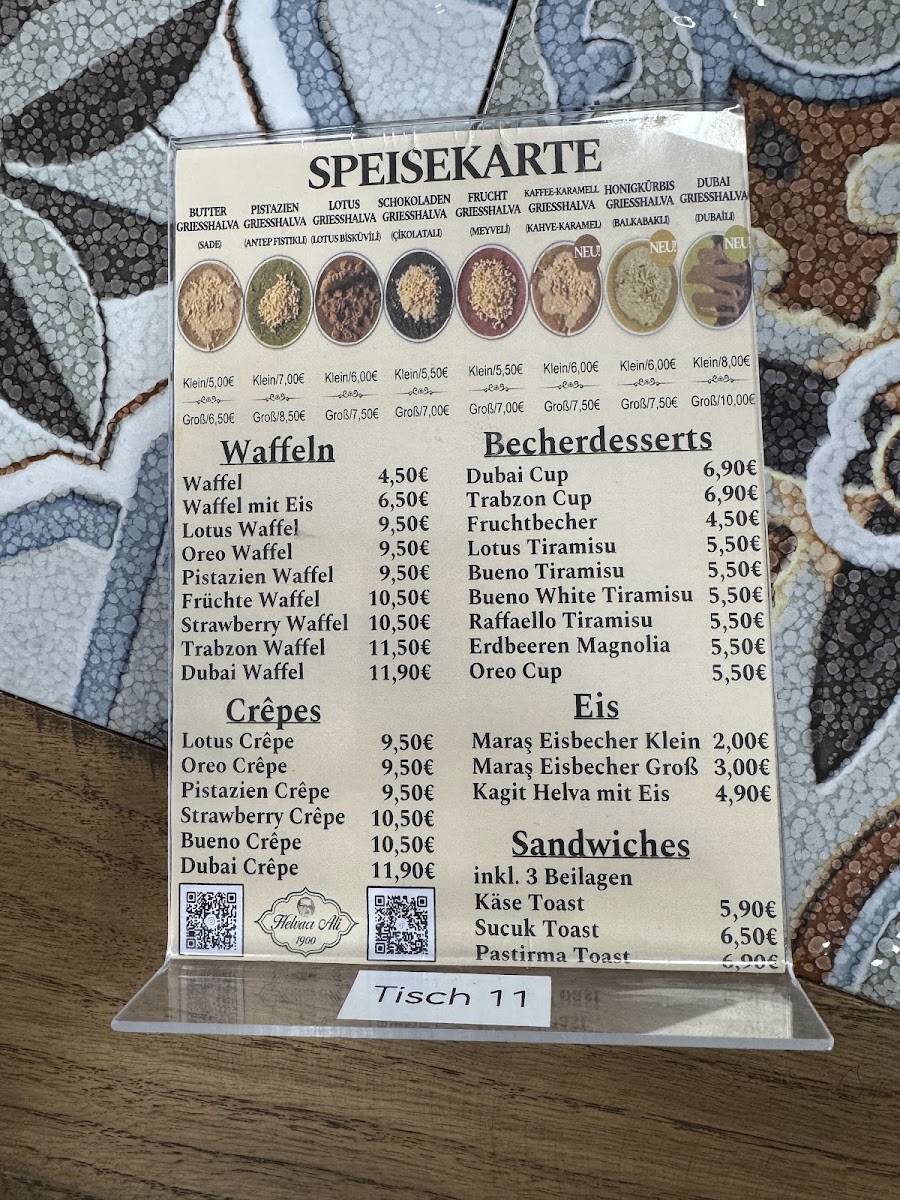 SPEISEKARTE
BUTTER GRIESSHALVA (SADE)
PISTAZIEN GRIESSHALVA (ANTEP FISTIKLI)
LOTUS GRIESSHALVA (LOTUS BİSKÜVİLİ)
SCHOKOLADEN GRIESSHALVA (ÇİKOLATALI)
FRUCHT GRIESSHALVA (MEYVELİ)
KAFFEE-KARAMELL GRIESSHALVA (KAHVE-KARAMEL)
HONIGKÜRBIS GRIESSHALVA (BALKABAKLI)
DUBAI GRIESSHALVA (DUBAİLİ)
NEU! NEU! NEU
Klein/5,00€ Klein/7,00€ Klein/6,00€ Klein/5,50€ Klein/5,50€ Klein/6,00€ Klein/6,00€ Klein/8,00€
Groß/6,50€ Groß/8,50€ Groß/7,50€ Groß/7,00€ Groß/7,00€ Groß/7,50€ Groß/7,50€ Groß/10,00€
Waffeln
Waffel 4,50€
Waffel mit Eis 6,50€
Lotus Waffel 9,50€
Oreo Waffel 9,50€
Pistazien Waffel 9,50€
Früchte Waffel 10,50€
Strawberry Waffel 10,50€
Trabzon Waffel 11,50€
Dubai Waffel 11,90€
Crêpes
Lotus Crêpe 9,50€
Oreo Crêpe 9,50€
Pistazien Crêpe 9,50€
Strawberry Crêpe 10,50€
Bueno Crêpe 10,50€
Dubai Crêpe 11,90€
Helvacı Ali
1900
Becherdesserts
Dubai Cup 6,90€
Trabzon Cup 6,90€
Fruchtbecher 4,50€
Lotus Tiramisu 5,50€
Bueno Tiramisu 5,50€
Bueno White Tiramisu 5,50€
Raffaello Tiramisu 5,50€
Erdbeeren Magnolia 5,50€
Oreo Cup 5,50€
Eis
Maraş Eisbecher Klein 2,00€
Maraş Eisbecher Groß 3,00€
Kagit Helva mit Eis 4,90€
Sandwiches
inkl. 3 Beilagen
Käse Toast 5,90€
Sucuk Toast 6,50€
Pastirma Toast 6,90€
Tisch 11